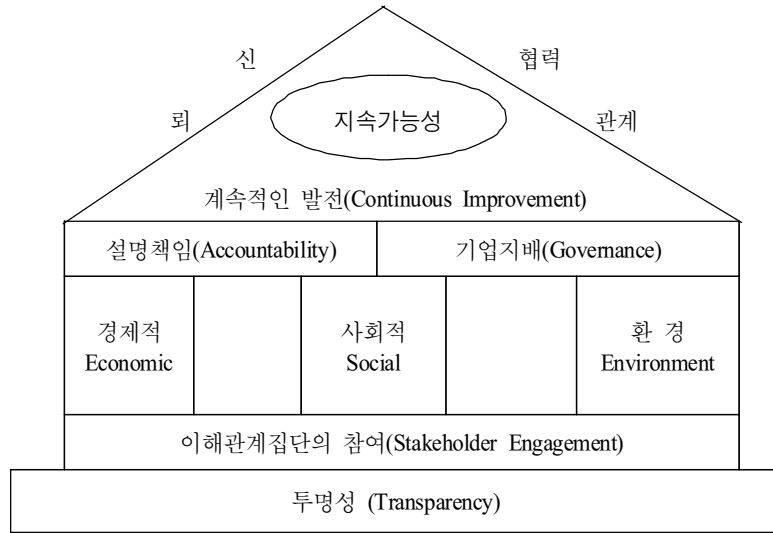 신 협력
뢰 관계
지속가능성
계속적인 발전(Continuous Improvement)
설명책임(Accountability) 기업지배(Governance)
경제적 사회적 환 경
Economic Social Environment
이해관계집단의 참여(Stakeholder Engagement)
투명성 (Transparency)